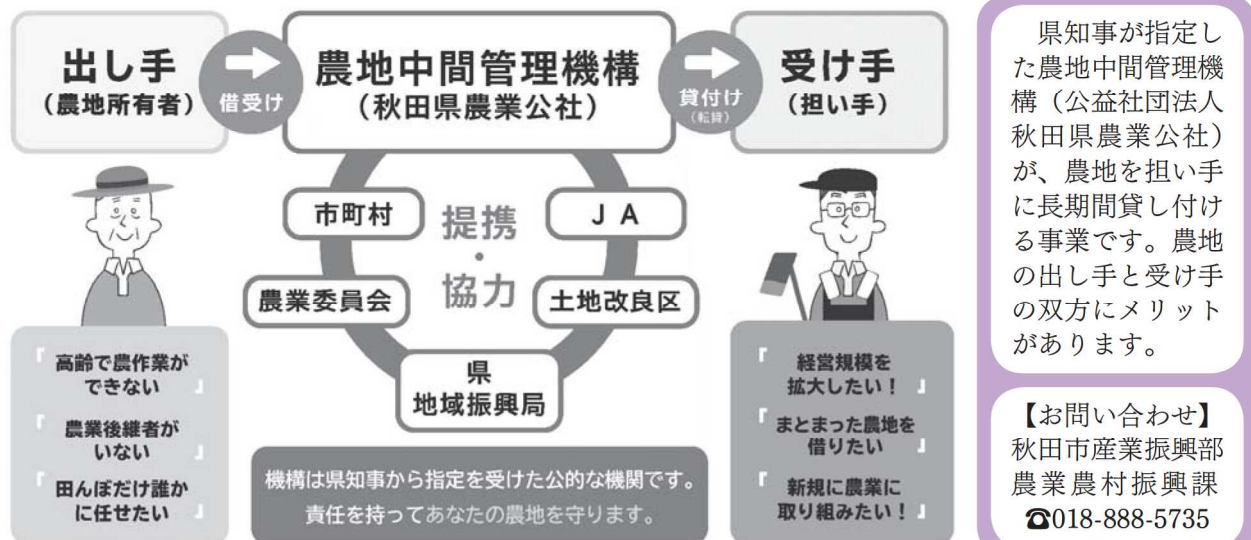 出し手
（農地所有者）
借受け
農地中間管理機構
（秋田県農業公社）
貸付け
（転貸）
受け手
（担い手）
市町村
JA
提携
・
協力
農業委員会
土地改良区
県
地域振興局
『高齢で農作業が
できない』
『農業後継者が
いない』
『田んぼだけ誰か
に任せたい』
機構は県知事から指定を受けた公的な機関です。
責任を持ってあなたの農地を守ります。
『経営規模を
拡大したい！』
『まとまった農地を
借りたい』
『新規に農業に
取り組みたい！』
県知事が指定し
た農地中間管理機
構（公益社団法人
秋田県農業公社）
が、農地を担い手
に長期間貸し付け
る事業です。農地
の出し手と受け手
の双方にメリット
があります。
【お問い合わせ】
秋田市産業振興部
農業農村振興課
☎018-888-5735